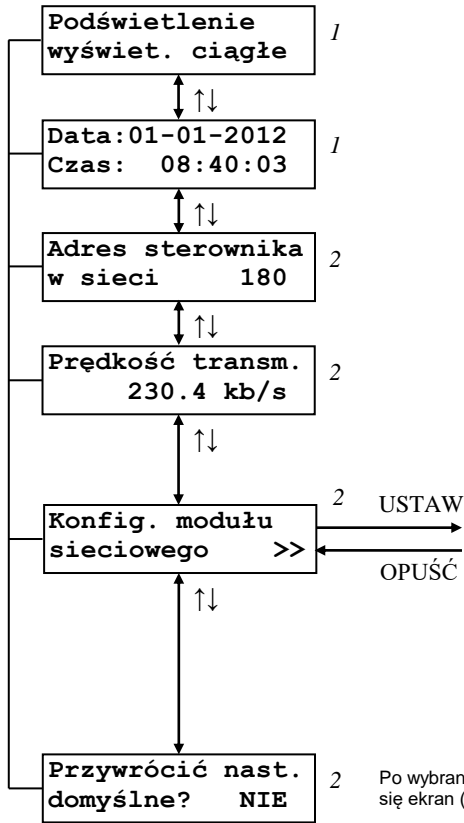 Podświetlenie
wyświet. ciągłe
1
↑↓
Data:01-01-2012
Czas: 08:40:03
1
↑↓
Adres sterownika
w sieci 180
2
↑↓
Prędkość transm.
230.4 kb/s
2
↑↓
Konfig. modułu
sieciowego >>
2
USTAW
OPUŚĆ
↑↓
Przywrócić nast.
domyślne? NIE
2
Po wybran
się ekran (